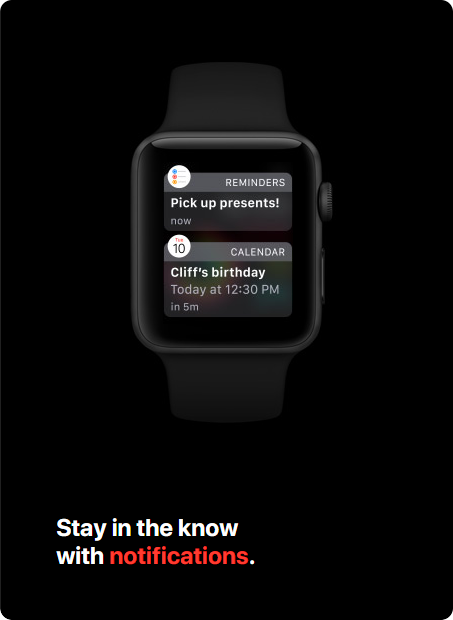 REMINDERS
Pick up presents!
now
Tue
10
CALENDAR
Cliff's birthday
Today at 12:30 PM
in 5m
Stay in the know
with notifications.